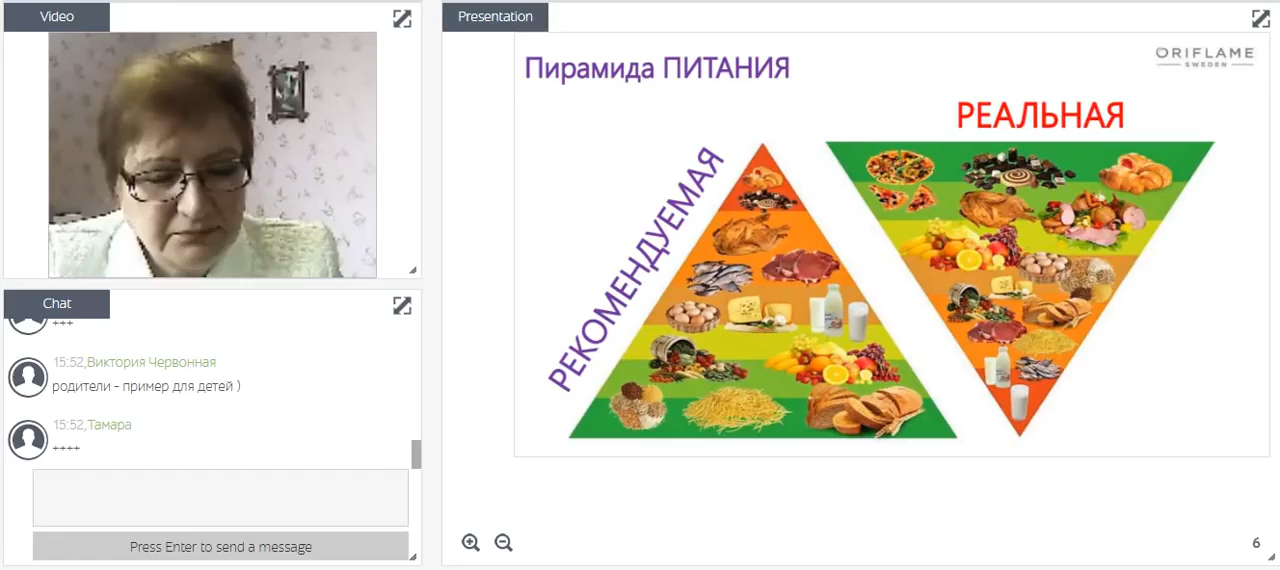 Video
Chat
+++
15:52,Виктория Червонная
родители - пример для детей )
15:52,Тамара
++++
Press Enter to send a message
Presentation
Пирамида ПИТАНИЯ
ORIFLAME
SWEDEN
РЕКОМЕНДУЕМАЯ
РЕАЛЬНАЯ
6